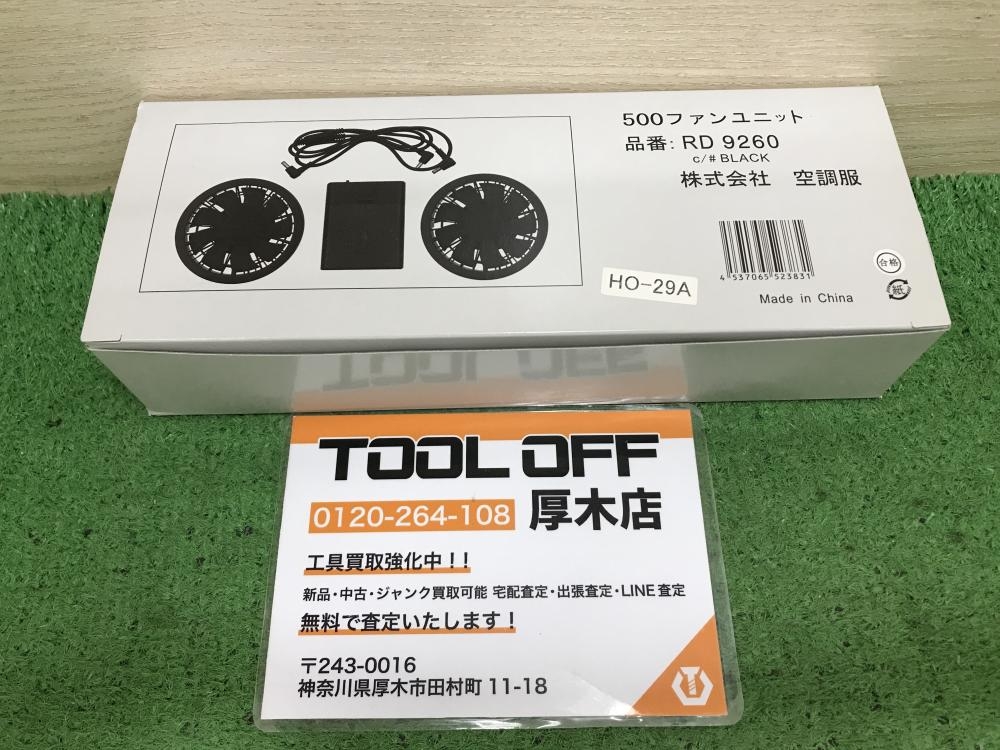 500ファンユニット
品番: RD 9260
c/# BLACK
株式会社 空調服
4 537065 523831
合格
紙
HO-29A
Made in China
TOOL OFF
TOOL OFF
0120-264-108 厚木店
工具買取強化中!!
新品・中古・ジャンク買取可能 宅配査定・出張査定・LINE査定
無料で査定いたします!
〒243-0016
神奈川県厚木市田村町 11-18